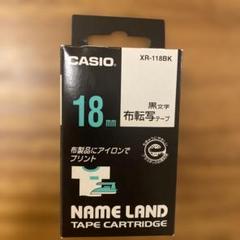 XR-118BK
CASIO
18mm
黒文字
布転写テープ
布製品にアイロンで
プリント
NAME LAND
TAPE CARTRIDGE